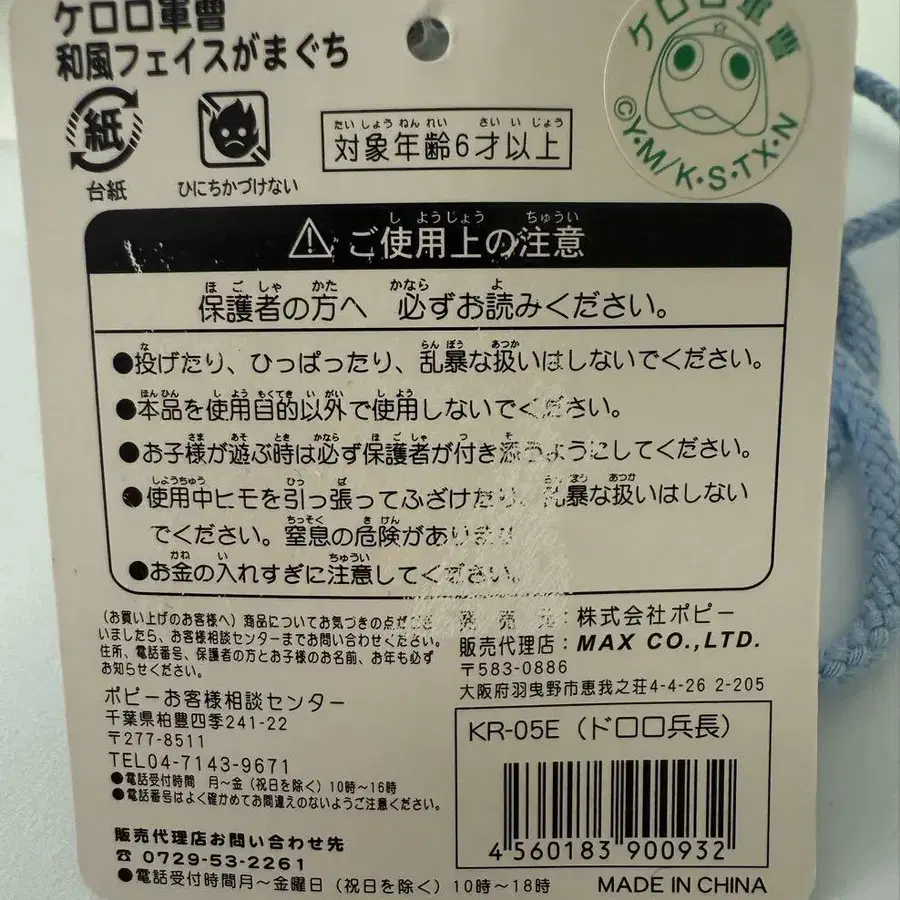 ケロロ軍曹
和風フェイスがまぐち
紙
台紙
ひにちかづけない
たいしょうねんれい さいいじょう
対象年齢6才以上
ケロロ軍曹
©Y・M/K・S・TX・N
しようじょう ちゅうい
ご使用上の注意
ほごしゃ かた かなら よ
保護者の方へ 必ずお読みください。
な らんぼう あつか
●投げたり、ひっぱったり、乱暴な扱いはしないでください。
ほんひん しようもくてきいがい しよう
●本品を使用目的以外で使用しないでください。
さま あそ とき かなら ほごしゃ つ そ
●お子様が遊ぶ時は必ず保護者が付き添うようにしてください。
しようちゅう ひっ ぱ らんぼう あつか
●使用中ヒモを引っ張ってふざけたり、乱暴な扱いはしない
ちっそく きけん
でください。窒息の危険があります
かね い ちゅうい
●お金の入れすぎに注意してください。
(お買い上げのお客様へ) 商品についてお気づきの点がござ
いましたら、お客様相談センターまでお問い合わせください。
住所、電話番号、保護者の方とお子様のお名前、お年も必ず
お知らせください。
ポピーお客様相談センター
千葉県柏豊四季241-22
〒277-8511
TEL04-7143-9671
●電話受付時間 月～金(祝日を除く)10時～16時
●電話番号はよく確かめてお間違えのないようご注意ください。
販売代理店お問い合わせ先
☎ 0729-53-2261
●電話受付時間月～金曜日(祝日を除く)10時～18時
発売元:株式会社ポピー
販売代理店:MAX CO.,LTD.
〒583-0886
大阪府羽曳野市恵我之荘4-4-26 2-205
KR-05E(ドロロ兵長)
4 560183 900932
MADE IN CHINA